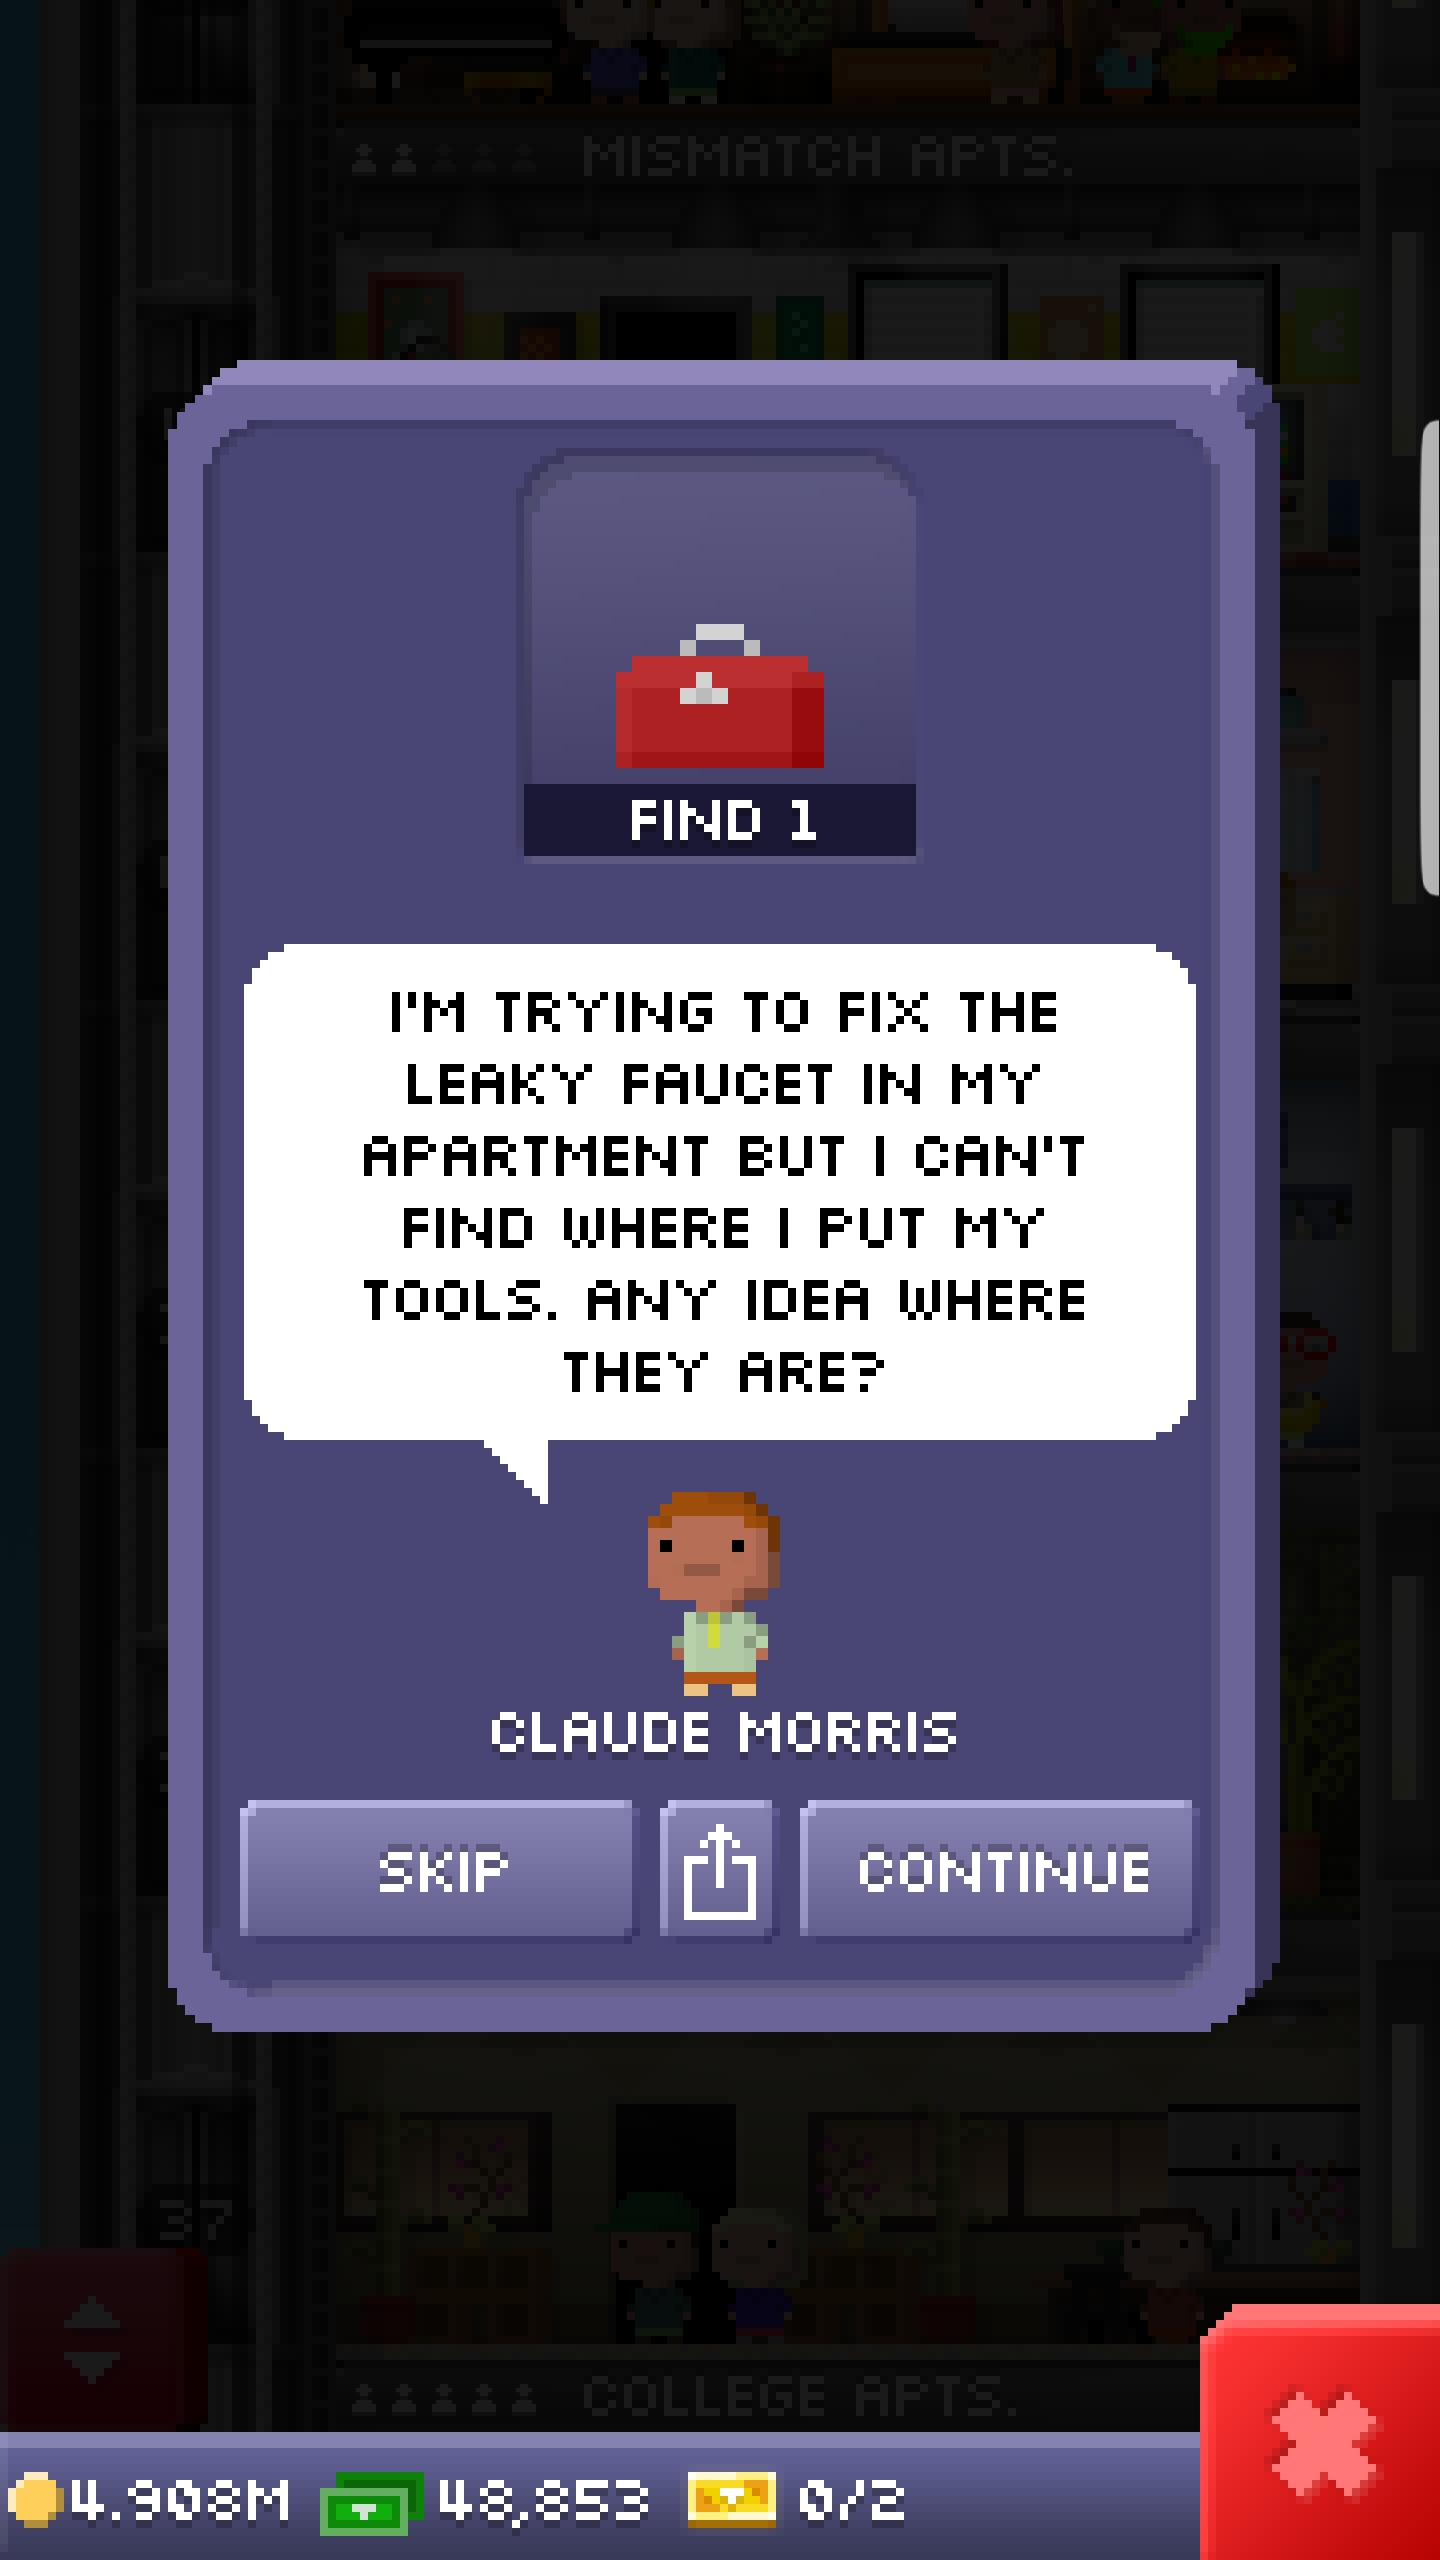 MISMATCH APTS.
FIND 1
I'M TRYING TO FIX THE
LEAKY FAUCET IN MY
APARTMENT BUT I CAN'T
FIND WHERE I PUT MY
TOOLS. ANY IDEA WHERE
THEY ARE?
CLAUDE MORRIS
SKIP
CONTINUE
37
COLLEGE APTS.
4.908M 48,853 0/2